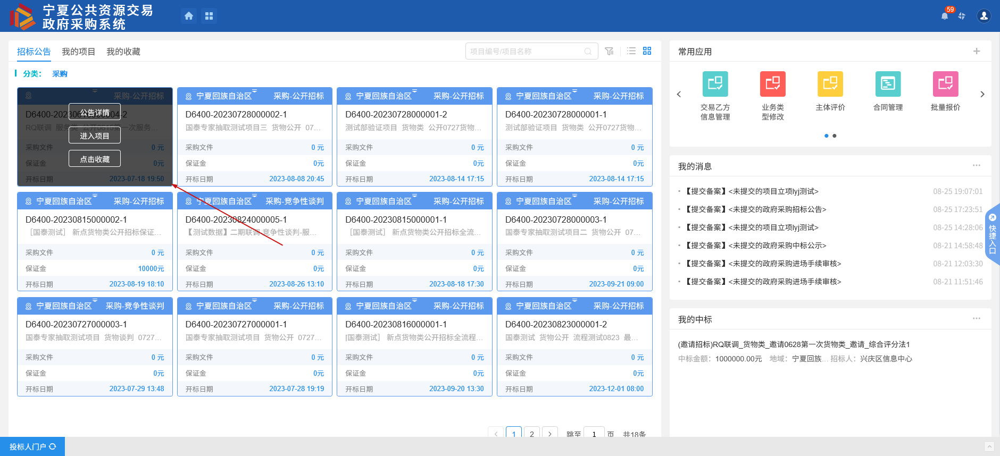 宁夏公共资源交易
政府采购系统
59
招标公告 我的项目 我的收藏
项目编号/项目名称
分类: 采购
采购-公开招标
公告详情
进入项目
点击收藏
RQ联调 服务类 公开0615第一次服务...
采购文件 0 元
保证金 0元
开标日期 2023-07-18 19:50
宁夏回族自治区 采购-公开招标
D6400-20230728000002-1
国泰专家抽取测试项目三 货物公开 07...
采购文件 0 元
保证金 0元
开标日期 2023-08-08 20:45
宁夏回族自治区 采购-公开招标
D6400-20230728000001-2
测试部验证项目 货物类 公开0727货物...
采购文件 0 元
保证金 0元
开标日期 2023-08-14 17:15
宁夏回族自治区 采购-公开招标
D6400-20230728000001-1
测试部验证项目 货物类 公开0727货物...
采购文件 0 元
保证金 0元
开标日期 2023-08-14 17:15
宁夏回族自治区 采购-公开招标
D6400-20230815000002-1
［国泰测试］ 新点货物类公开招标保证...
采购文件 0 元
保证金 10000元
开标日期 2023-08-19 18:10
宁夏回族自治区 采购-竞争性谈判
D6400-20230824000005-1
【测试数据】二期联调-竞争性谈判-服...
采购文件 0 元
保证金 0元
开标日期 2023-08-26 13:10
宁夏回族自治区 采购-公开招标
D6400-20230815000001-1
［国泰测试］ 新点货物类公开招标全流...
采购文件 0 元
保证金 0元
开标日期 2023-08-18 17:30
宁夏回族自治区 采购-公开招标
D6400-20230728000003-1
国泰专家抽取测试项目二 货物公开 07...
采购文件 0 元
保证金 0元
开标日期 2023-09-21 09:00
宁夏回族自治区 采购-竞争性谈判
D6400-20230727000003-1
国泰专家抽取测试项目 货物谈判 0727...
采购文件 0 元
保证金 0元
开标日期 2023-07-29 13:48
宁夏回族自治区 采购-公开招标
D6400-20230727000001-1
国泰专家抽取测试项目 货物公开 0727...
采购文件 0 元
保证金 0元
开标日期 2023-07-28 19:19
宁夏回族自治区 采购-公开招标
D6400-20230816000001-1
[国泰测试］ 新点货物类公开招标全流程...
采购文件 0 元
保证金 0元
开标日期 2023-09-20 13:30
宁夏回族自治区 采购-公开招标
D6400-20230823000001-2
国泰测试 货物公开 流程测试0823 最...
采购文件 0 元
保证金 0元
开标日期 2023-12-01 08:00
1 2 跳至 1 页 共18条
常用应用
交易乙方
信息管理
业务类
型修改
主体评价
合同管理
批量报价
我的消息
【提交备案】<未提交的项目立项lyj测试> 08-25 19:07:01
【提交备案】<未提交的政府采购招标公告> 08-25 17:23:51
【提交备案】<未提交的项目立项lyj测试> 08-25 14:28:06
【提交备案】<未提交的政府采购中标公示> 08-21 14:58:48
【提交备案】<未提交的政府采购进场手续审核> 08-21 12:03:30
【提交备案】<未提交的政府采购进场手续审核> 08-21 11:51:46
快捷入口
我的中标
(邀请招标)RQ联调_货物类_邀请0628第一次货物类_邀请_综合评分法1
中标金额: 1000000.00元 地域: 宁夏回族... 招标人: 兴庆区信息中心
投标人门户